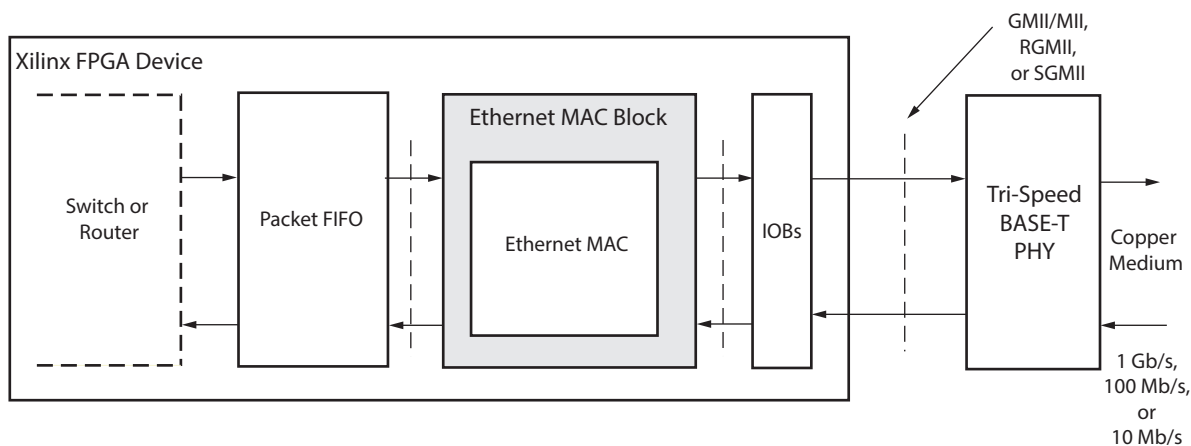 GMII/MII,
RGMII,
or SGMII
Xilinx FPGA Device
Ethernet MAC Block
Switch or
Router
Packet FIFO
Ethernet MAC
IOBs
Tri-Speed
BASE-T
PHY
Copper
Medium
1 Gb/s,
100 Mb/s,
or
10 Mb/s